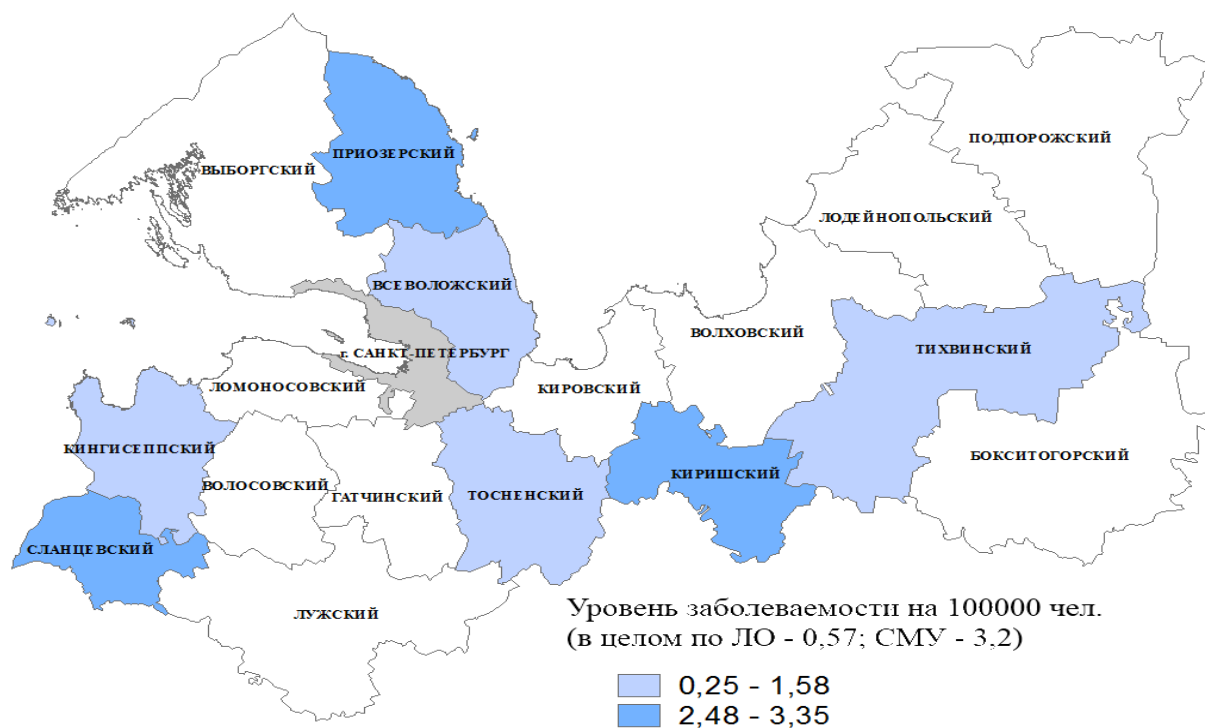 ПОДПОРОЖСКИЙ
ПРИОЗЕРСКИЙ
ВЫБОРГСКИЙ
ЛОДЕЙНОПОЛЬСКИЙ
ВСЕВОЛОЖСКИЙ
ВОЛХОВСКИЙ
ТИХВИНСКИЙ
г. САНКТ-ПЕТЕРБУРГ
ЛОМОНОСОВСКИЙ
КИРОВСКИЙ
КИНГИСЕППСКИЙ
БОКСИТОГОРСКИЙ
КИРИШСКИЙ
ВОЛОСОВСКИЙ
ГАТЧИНСКИЙ
ТОСНЕНСКИЙ
СЛАНЦЕВСКИЙ
ЛУЖСКИЙ
Уровень заболеваемости на 100000 чел.
(в целом по ЛО - 0,57; СМУ - 3,2)
0,25 - 1,58
2,48 - 3,35